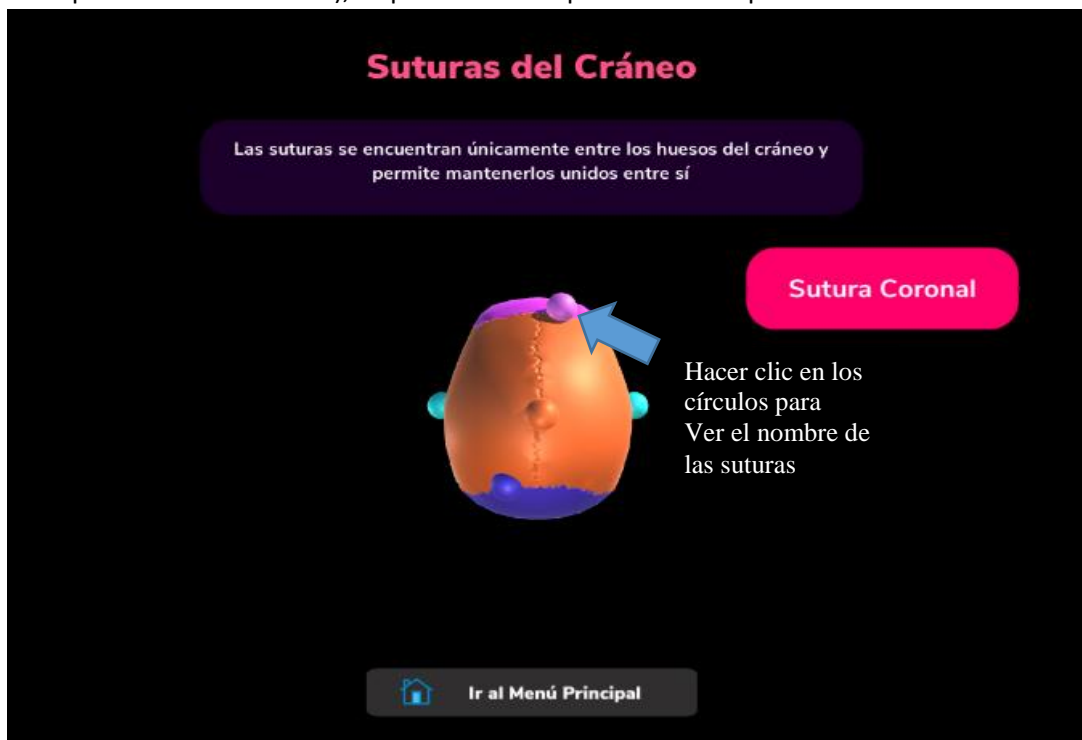 Suturas del Cráneo
Las suturas se encuentran únicamente entre los huesos del cráneo y
permite mantenerlos unidos entre sí
Sutura Coronal
Hacer clic en los
círculos para
Ver el nombre de
las suturas
Ir al Menú Principal